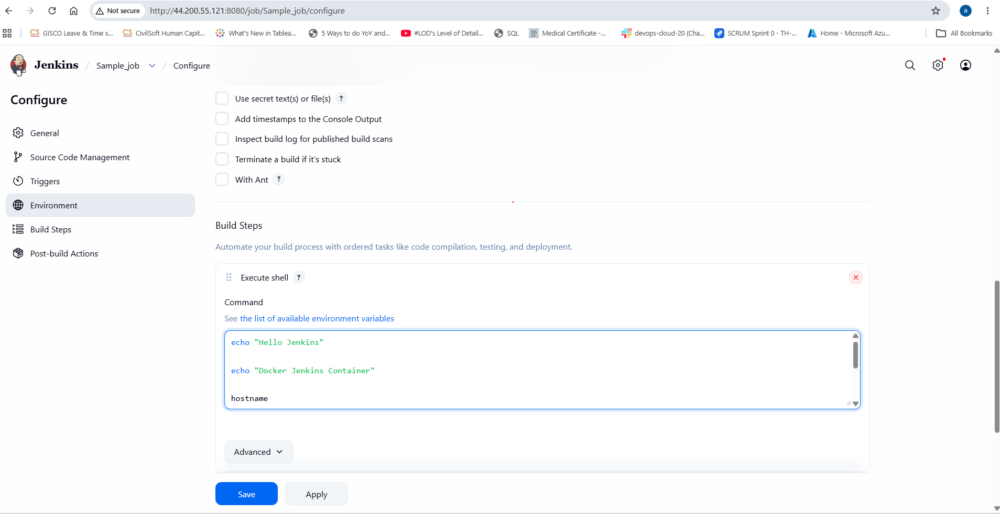 Not secure http://44.200.55.121:8080/job/Sample_job/configure a
CS GISCO Leave & Time s... CS CivilSoft Human Capit... What's New in Tablea... 5 Ways to do YoY and... #LOD's Level of Detail... SQL Medical Certificate -... devops-cloud-20 (Cha... SCRUM Sprint 0 - TH-... Home - Microsoft Azu... All Bookmarks
Jenkins / Sample_job / Configure
Configure
General
Source Code Management
Triggers
Environment
Build Steps
Post-build Actions
Use secret text(s) or file(s) ?
Add timestamps to the Console Output
Inspect build log for published build scans
Terminate a build if it's stuck
With Ant ?
Build Steps
Automate your build process with ordered tasks like code compilation, testing, and deployment.
Execute shell ?
Command
See the list of available environment variables
echo "Hello Jenkins"
echo "Docker Jenkins Container"
hostname
Advanced
Save Apply